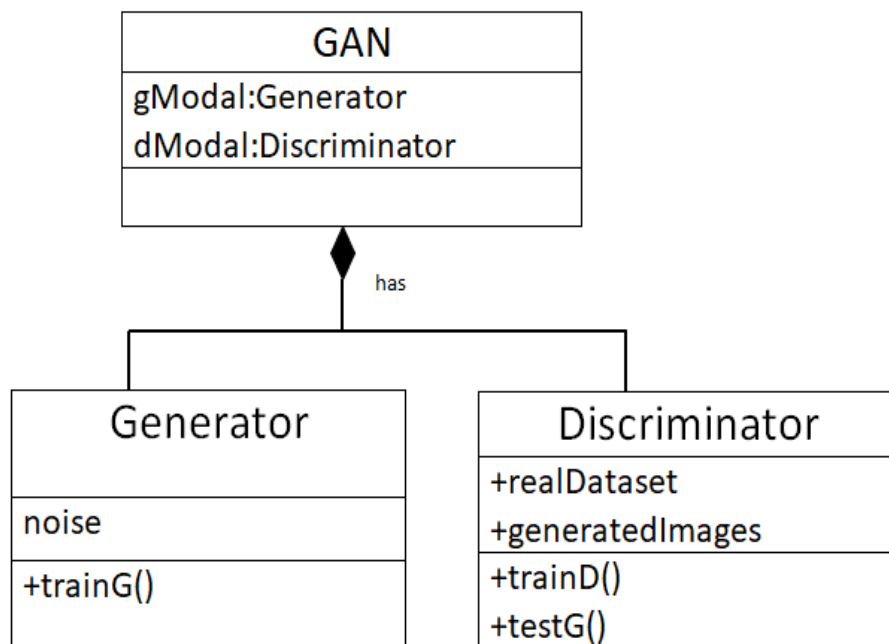 GAN
gModal:Generator
dModal:Discriminator
has
Generator
noise
+trainG()
Discriminator
+realDataset
+generatedImages
+trainD()
+testG()